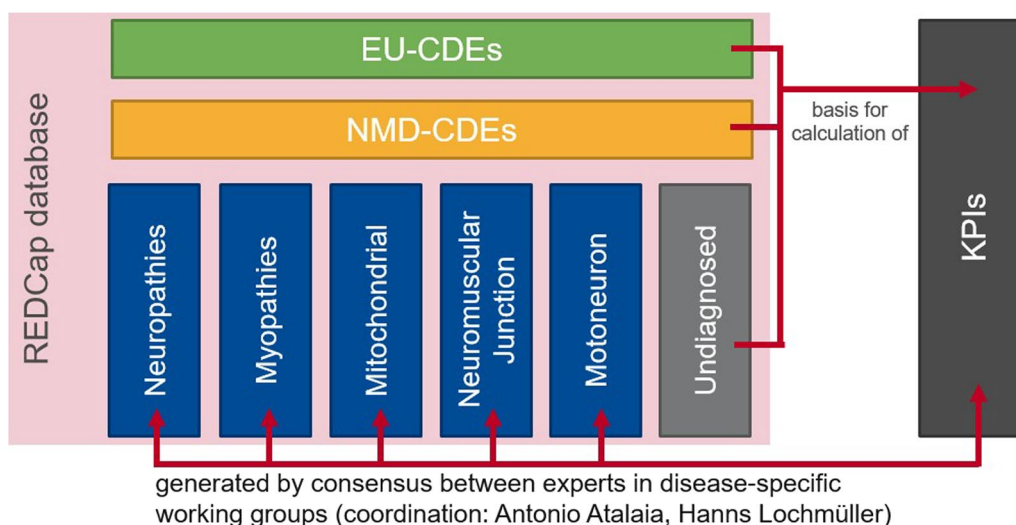 REDCap database
EU-CDEs
NMD-CDEs
basis for
calculation of
KPIs
Neuropathies
Myopathies
Mitochondrial
Neuromuscular
Junction
Motoneuron
Undiagnosed
generated by consensus between experts in disease-specific
working groups (coordination: Antonio Atalaia, Hanns Lochmüller)